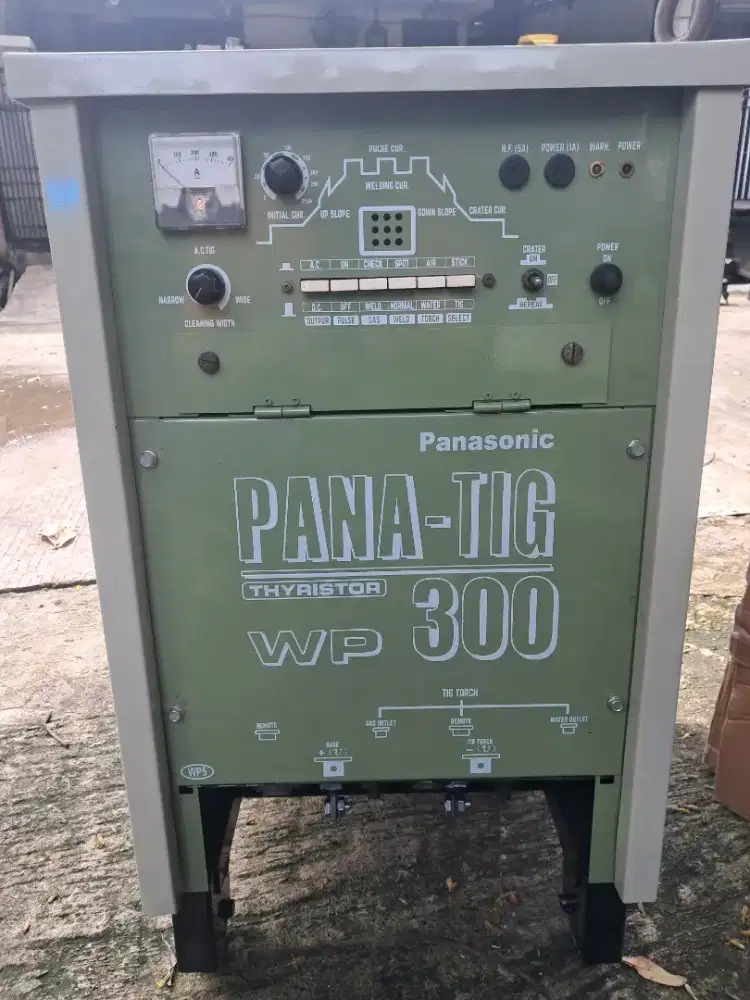 PULSE CUR.
H.F. (5A) POWER (1A) WARN. POWER
A
WELDING CUR.
INITIAL CUR. UP SLOPE DOWN SLOPE CRATER CUR.
A.C.TIG
CRATER
ON
OFF
REPEAT
POWER
ON
OFF
A.C. ON CHECK SPOT AIR STICK
NARROW WIDE
CLEANING WIDTH
D.C OFF WELD NORMAL WATER TIG
OUTPUT PULSE GAS WELD TORCH SELECT
Panasonic
PANA-TIG
THYRISTOR
WP 300
TIG TORCH
REMOTE GAS OUTLET REMOTE WATER OUTLET
BASE
+
TIG TORCH
-
WPS